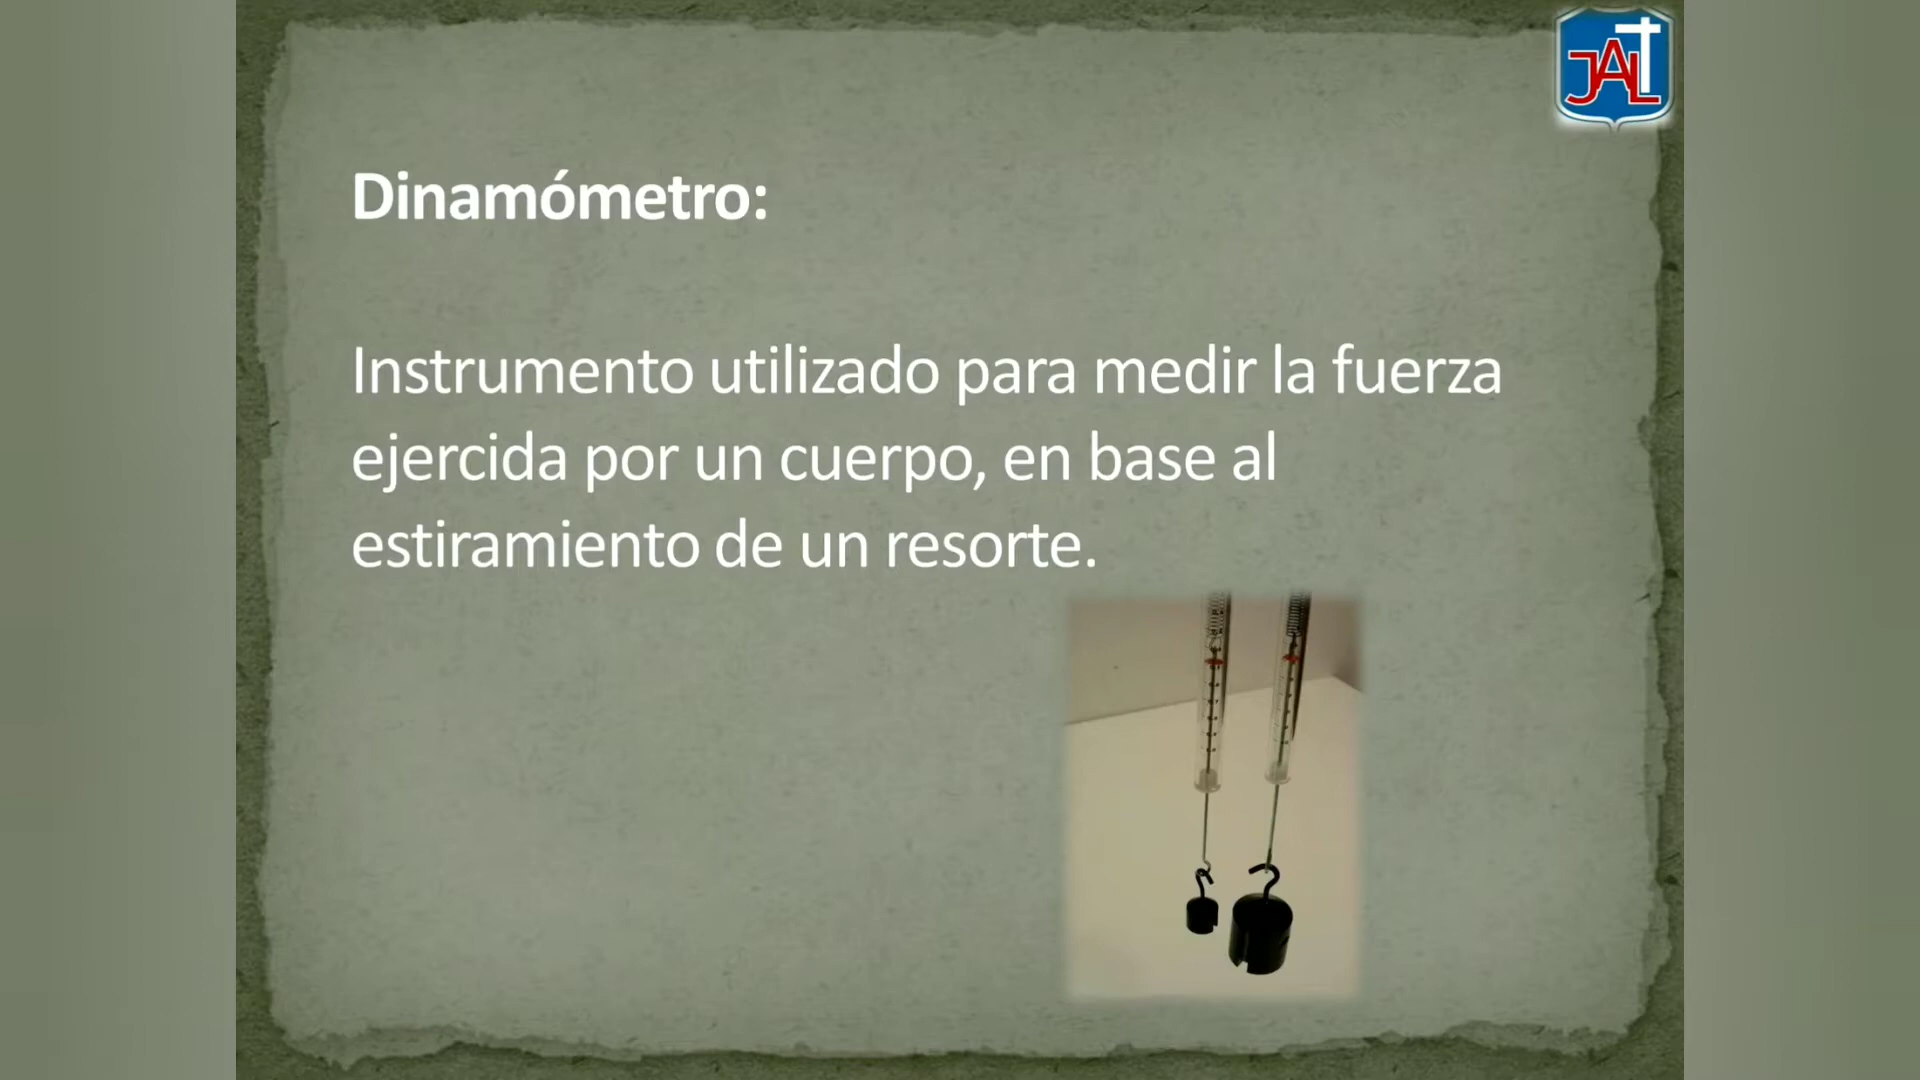 JAL
Dinamómetro:
Instrumento utilizado para medir la fuerza
ejercida por un cuerpo, en base al
estiramiento de un resorte.